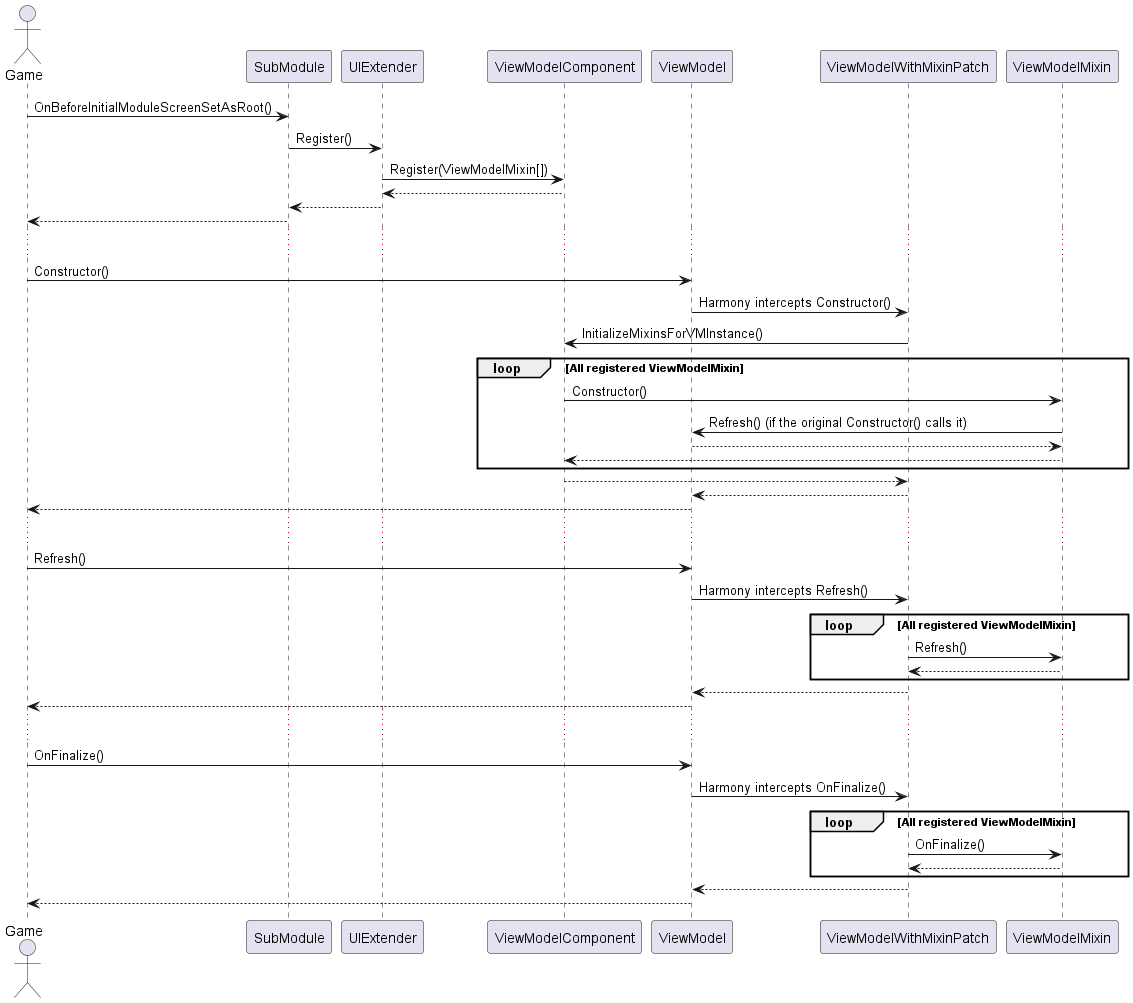 Game
SubModule
UIExtender
ViewModelComponent
ViewModel
ViewModelWithMixinPatch
ViewModelMixin
OnBeforeInitialModuleScreenSetAsRoot()
Register()
Register(ViewModelMixin[])
Constructor()
Harmony intercepts Constructor()
InitializeMixinsForVMInstance()
loop [All registered ViewModelMixin]
Constructor()
Refresh() (if the original Constructor() calls it)
Refresh()
Harmony intercepts Refresh()
loop [All registered ViewModelMixin]
Refresh()
OnFinalize()
Harmony intercepts OnFinalize()
loop [All registered ViewModelMixin]
OnFinalize()
Game
SubModule
UIExtender
ViewModelComponent
ViewModel
ViewModelWithMixinPatch
ViewModelMixin